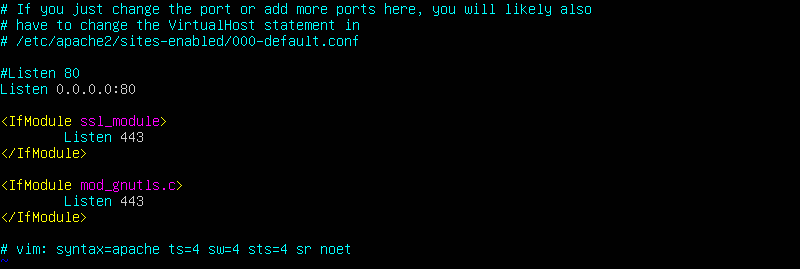 # If you just change the port or add more ports here, you will likely also
# have to change the VirtualHost statement in
# /etc/apache2/sites-enabled/000-default.conf
#Listen 80
Listen 0.0.0.0:80
<IfModule ssl_module>
Listen 443
</IfModule>
<IfModule mod_gnutls.c>
Listen 443
</IfModule>
# vim: syntax=apache ts=4 sw=4 sts=4 sr noet
~